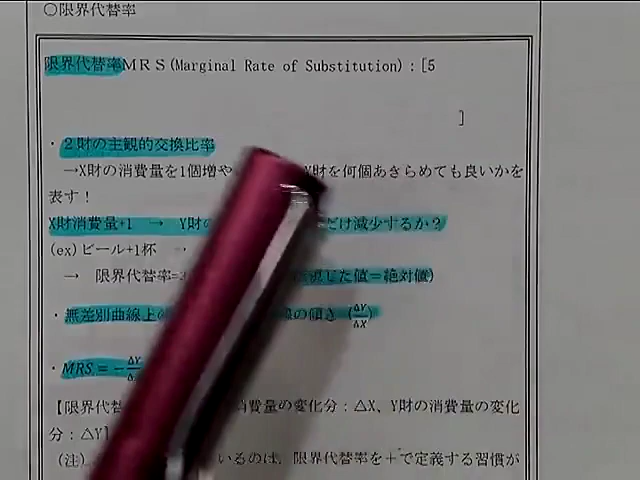 ○限界代替率
限界代替率MRS(Marginal Rate of Substitution):[5
]
・2財の主観的交換比率
→X財の消費量を1個増や 財を何個あきらめても良いかを
表す!
X財消費量+1 → Y財の だけ減少するか?
(ex)ビール+1杯 →
→ 限界代替率= じた値=絶対値)
・無差別曲線上の の傾き (ΔY/ΔX)
・MRS=-ΔY
【限界代替 消費量の変化分:△X、Y財の消費量の変化
分:△Y】
(注) いるのは、限界代替率を+で定義する習慣が